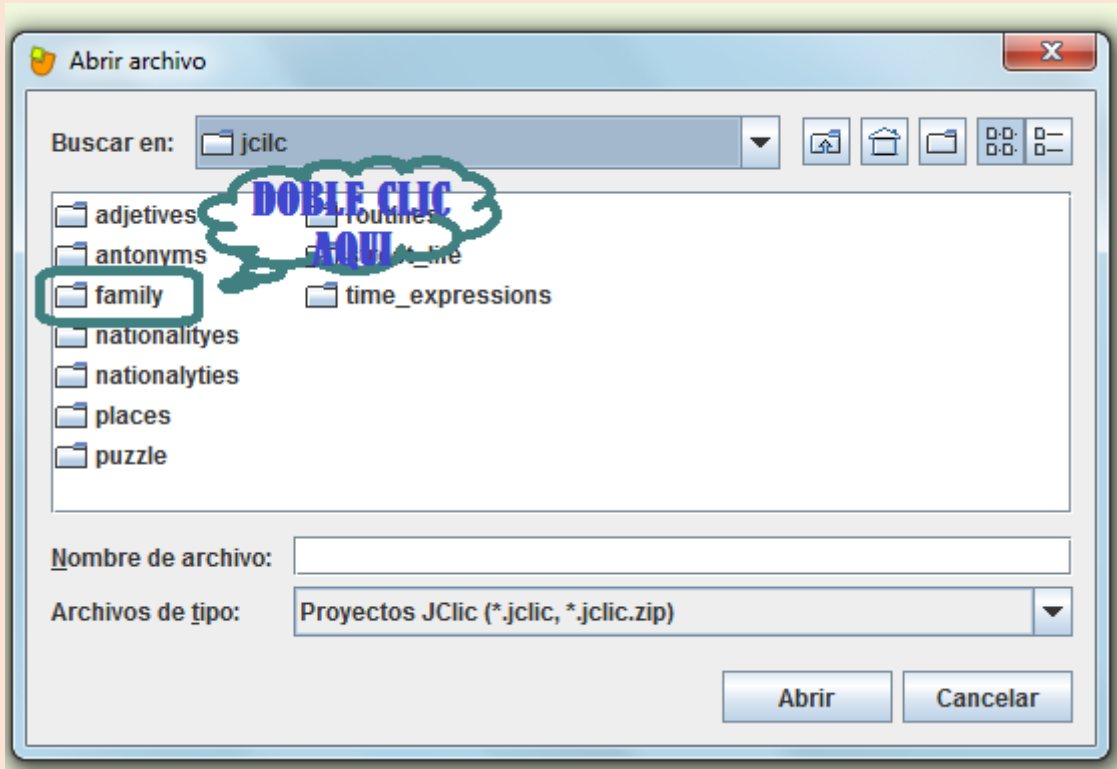 Abrir archivo
Buscar en: jcilc
DOBLE CLIC
AQUI
adjetives
antonyms
family
nationalityes
nationalyties
places
puzzle
routines
time_expressions
Nombre de archivo:
Archivos de tipo: Proyectos JClic (*.jclic, *.jclic.zip)
Abrir Cancelar